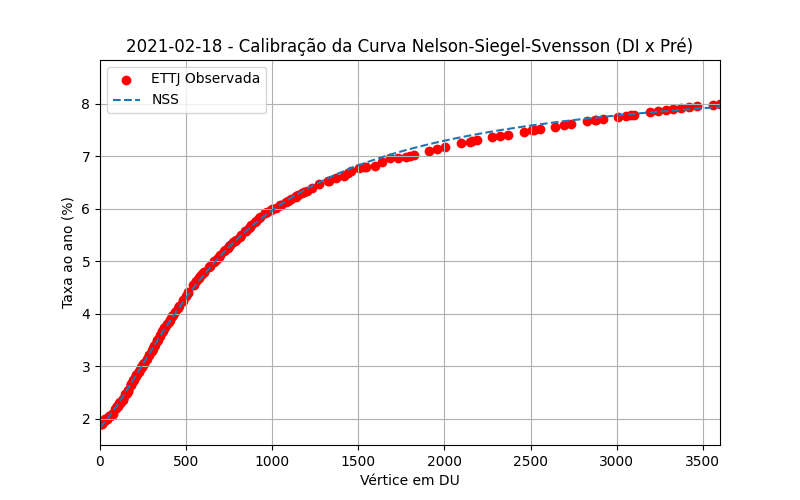 2021-02-18 - Calibração da Curva Nelson-Siegel-Svensson (DI x Pré)
ETTJ Observada
NSS
Taxa ao ano (%)
8
7
6
5
4
3
2
0 500 1000 1500 2000 2500 3000 3500
Vértice em DU